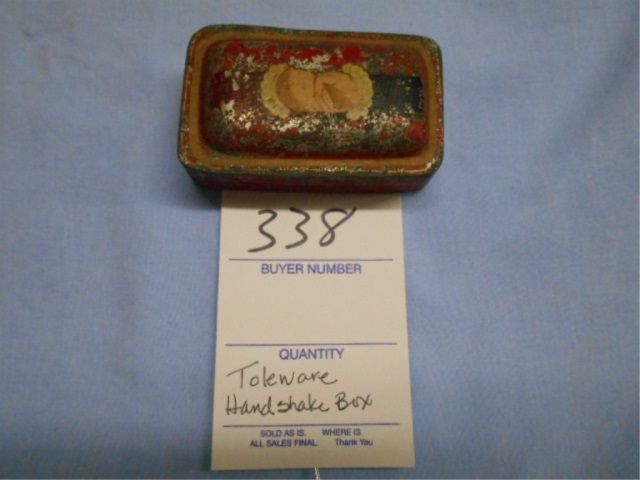 338
BUYER NUMBER
QUANTITY
Toleware
Handshake Box
SOLD AS IS. WHERE IS
ALL SALES FINAL. Thank You